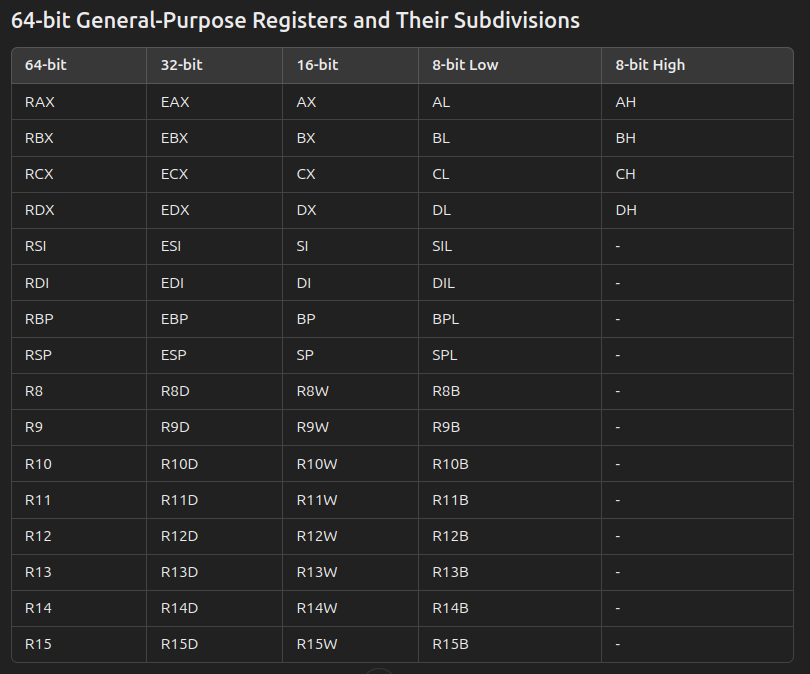 64-bit General-Purpose Registers and Their Subdivisions
64-bit 32-bit 16-bit 8-bit Low 8-bit High
RAX EAX AX AL AH
RBX EBX BX BL BH
RCX ECX CX CL CH
RDX EDX DX DL DH
RSI ESI SI SIL -
RDI EDI DI DIL -
RBP EBP BP BPL -
RSP ESP SP SPL -
R8 R8D R8W R8B -
R9 R9D R9W R9B -
R10 R10D R10W R10B -
R11 R11D R11W R11B -
R12 R12D R12W R12B -
R13 R13D R13W R13B -
R14 R14D R14W R14B -
R15 R15D R15W R15B -